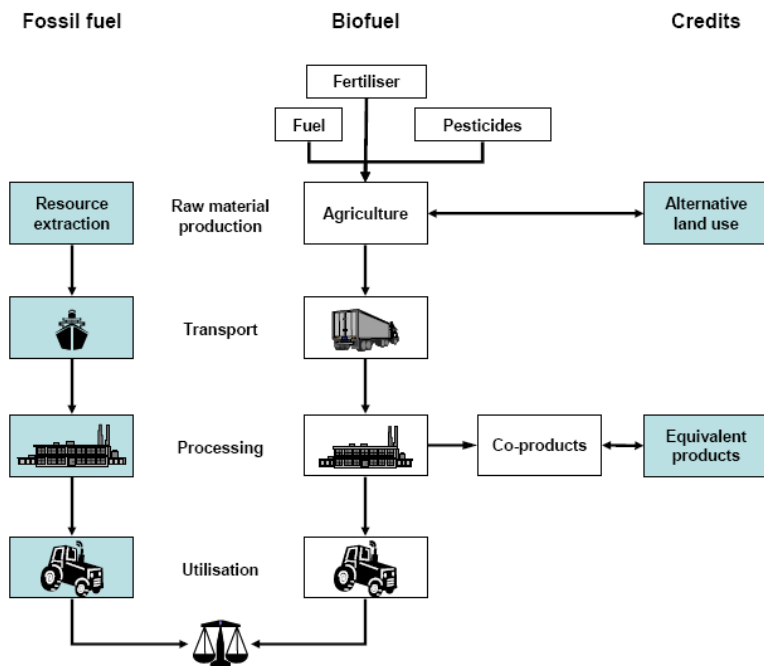 Fossil fuel
Biofuel
Credits
Fertiliser
Fuel
Pesticides
Resource
extraction
Raw material
production
Agriculture
Alternative
land use
Transport
Processing
Co-products
Equivalent
products
Utilisation